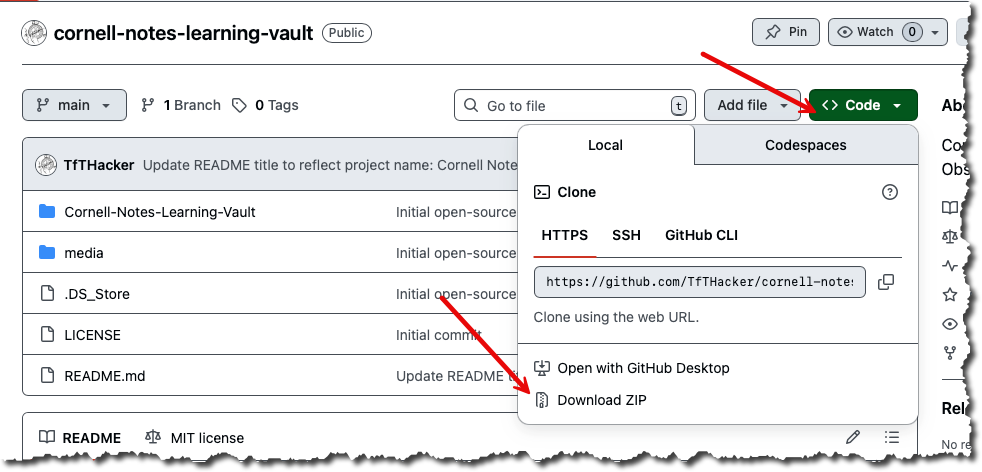 cornell-notes-learning-vault Public
Pin
Watch 0
main
1 Branch
0 Tags
Go to file
t
Add file
Code
TfTHacker Update README title to reflect project name: Cornell Note
Cornell-Notes-Learning-Vault Initial open-source
media Initial open-source
.DS_Store Initial open-source
LICENSE Initial commit
README.md Update README
README
MIT license
Local
Codespaces
Clone
HTTPS
SSH
GitHub CLI
https://github.com/TfTHacker/cornell-notes
Clone using the web URL.
Open with GitHub Desktop
Download ZIP
Abo
Co
Obs
Rel
No re